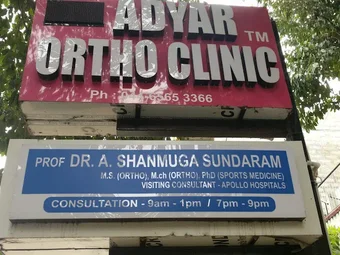 ADYAR
ORTHO CLINIC TM
Ph : 3366
PROF DR. A. SHANMUGA SUNDARAM
M.S. (ORTHO), M.ch (ORTHO), PhD (SPORTS MEDICINE)
VISITING CONSULTANT - APOLLO HOSPITALS
CONSULTATION - 9am - 1pm / 7pm - 9pm